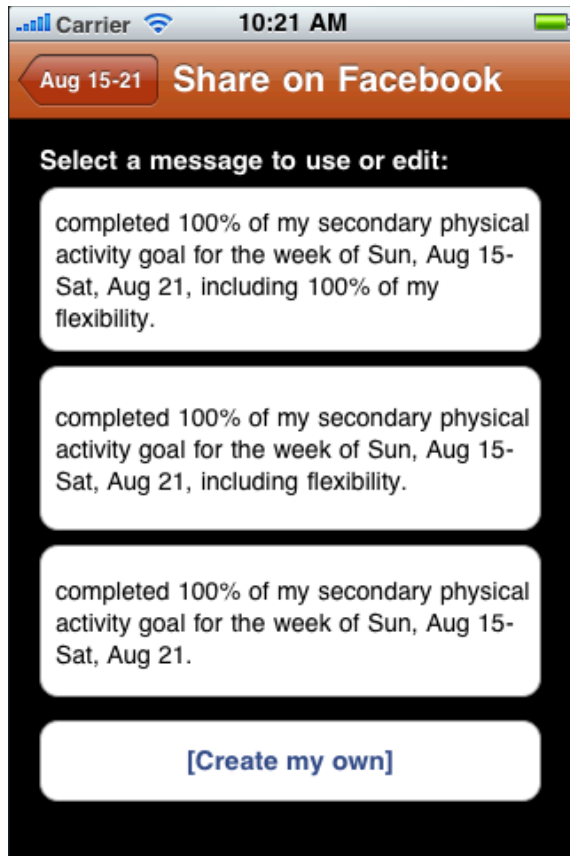 Carrier 10:21 AM
Aug 15-21 Share on Facebook
Select a message to use or edit:
completed 100% of my secondary physical
activity goal for the week of Sun, Aug 15-
Sat, Aug 21, including 100% of my
flexibility.
completed 100% of my secondary physical
activity goal for the week of Sun, Aug 15-
Sat, Aug 21, including flexibility.
completed 100% of my secondary physical
activity goal for the week of Sun, Aug 15-
Sat, Aug 21.
[Create my own]